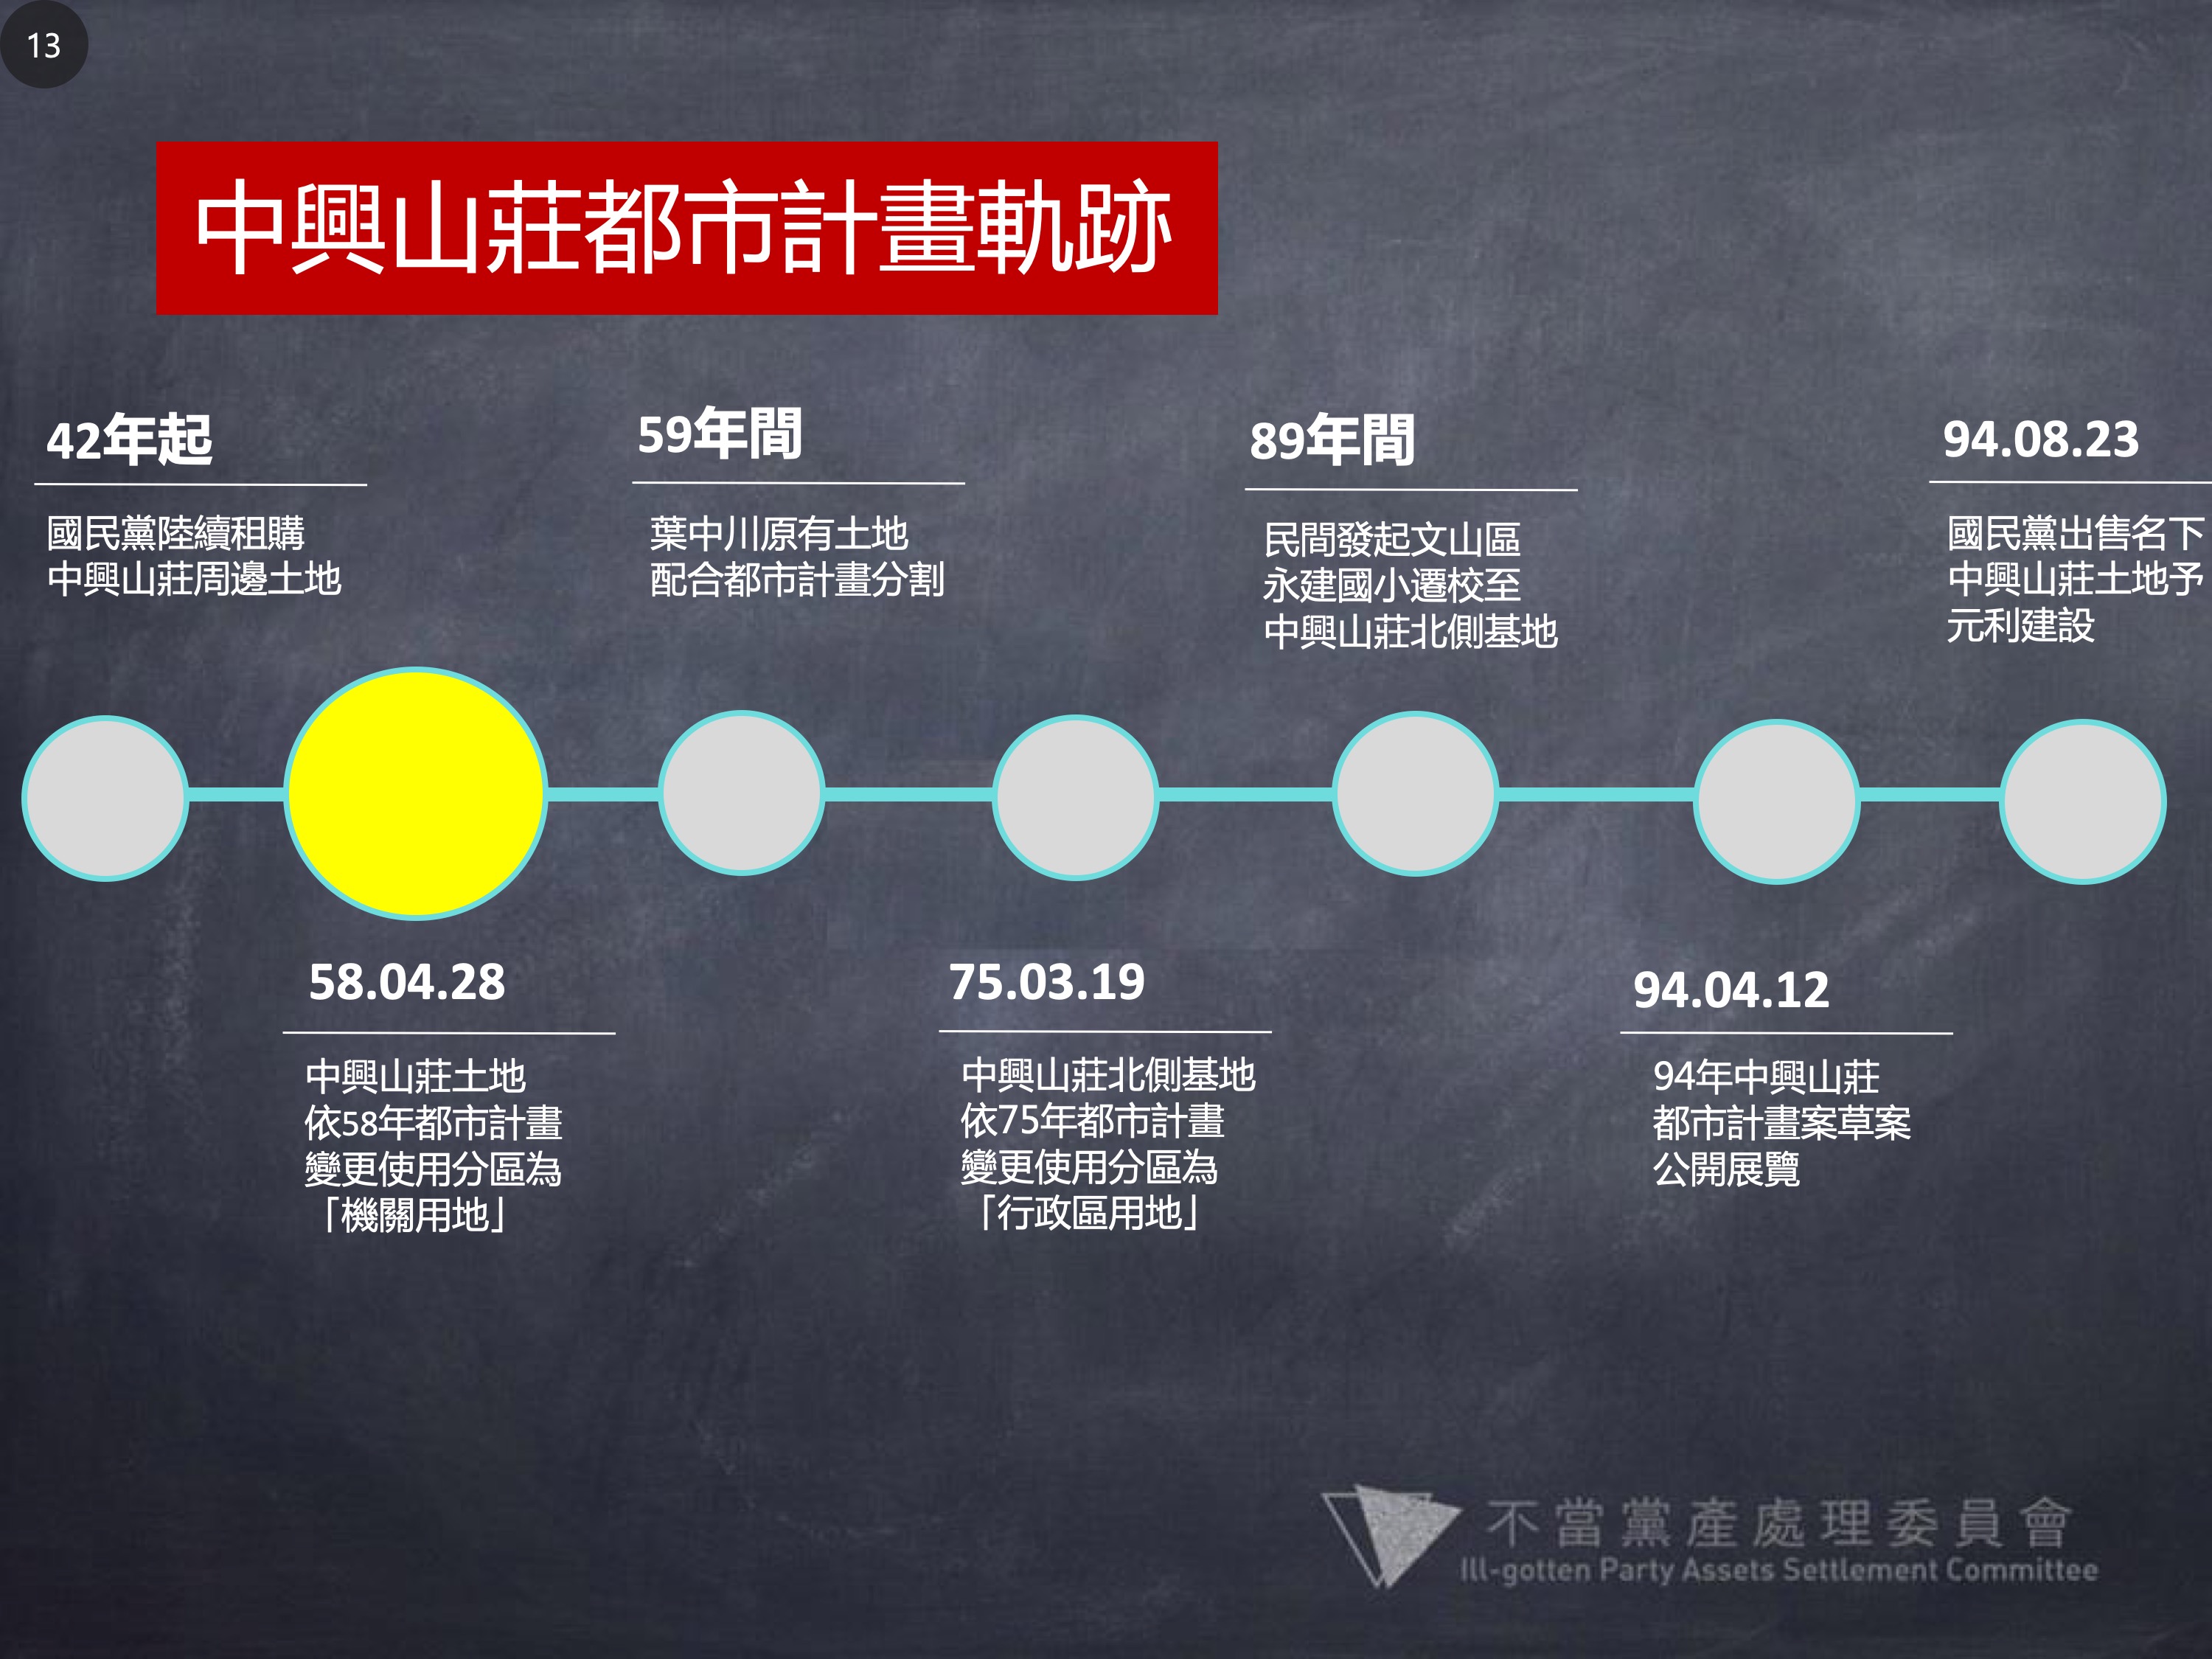 13
中興山莊都市計畫軌跡
42年起
國民黨陸續租購
中興山莊周邊土地
58.04.28
中興山莊土地
依58年都市計畫
變更使用分區為
「機關用地」
59年間
葉中川原有土地
配合都市計畫分割
75.03.19
中興山莊北側基地
依75年都市計畫
變更使用分區為
「行政區用地」
89年間
民間發起文山區
永建國小遷校至
中興山莊北側基地
94.04.12
94年中興山莊
都市計畫案草案
公開展覽
94.08.23
國民黨出售名下
中興山莊土地予
元利建設
不當黨產處理委員會
Ill-gotten Party Assets Settlement Committee